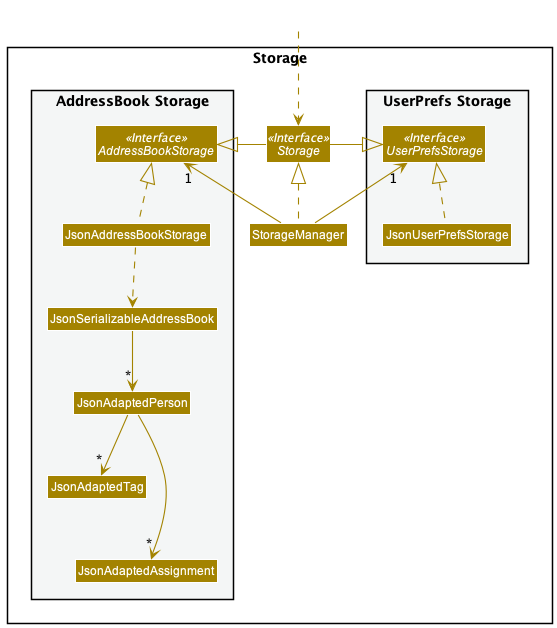 Storage
AddressBook Storage
UserPrefs Storage
«Interface»
AddressBookStorage
«Interface»
Storage
«Interface»
UserPrefsStorage
1
1
JsonAddressBookStorage
StorageManager
JsonUserPrefsStorage
JsonSerializableAddressBook
*
JsonAdaptedPerson
*
JsonAdaptedTag
*
JsonAdaptedAssignment